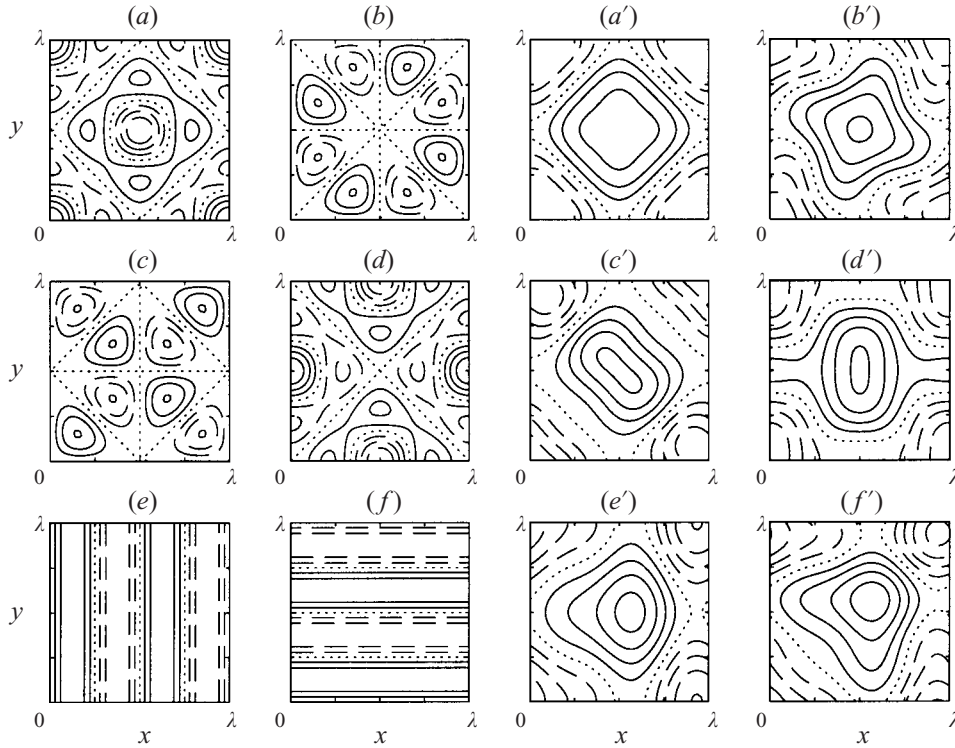 (a) (b) (a′) (b′)
λ λ λ λ
y y
0 λ 0 λ 0 λ 0 λ
(c) (d) (c′) (d′)
λ λ λ λ
y y
0 λ 0 λ 0 λ 0 λ
(e) (f) (e′) (f′)
λ λ λ λ
y y
0 λ 0 λ 0 λ 0 λ
x x x x